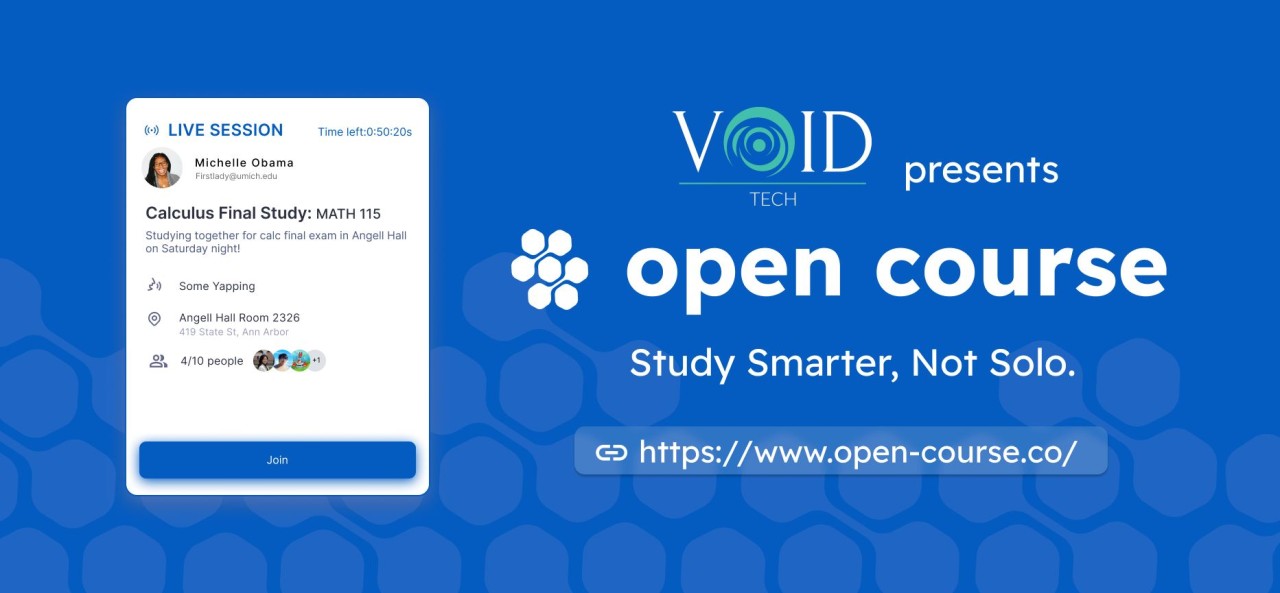 LIVE SESSION
Time left:0:50:20s
Michelle Obama
Firstlady@umich.edu
Calculus Final Study: MATH 115
Studying together for calc final exam in Angell Hall
on Saturday night!
Some Yapping
Angell Hall Room 2326
419 State St, Ann Arbor
4/10 people +1
Join
VOID
TECH
presents
open course
Study Smarter, Not Solo.
https://www.open-course.co/